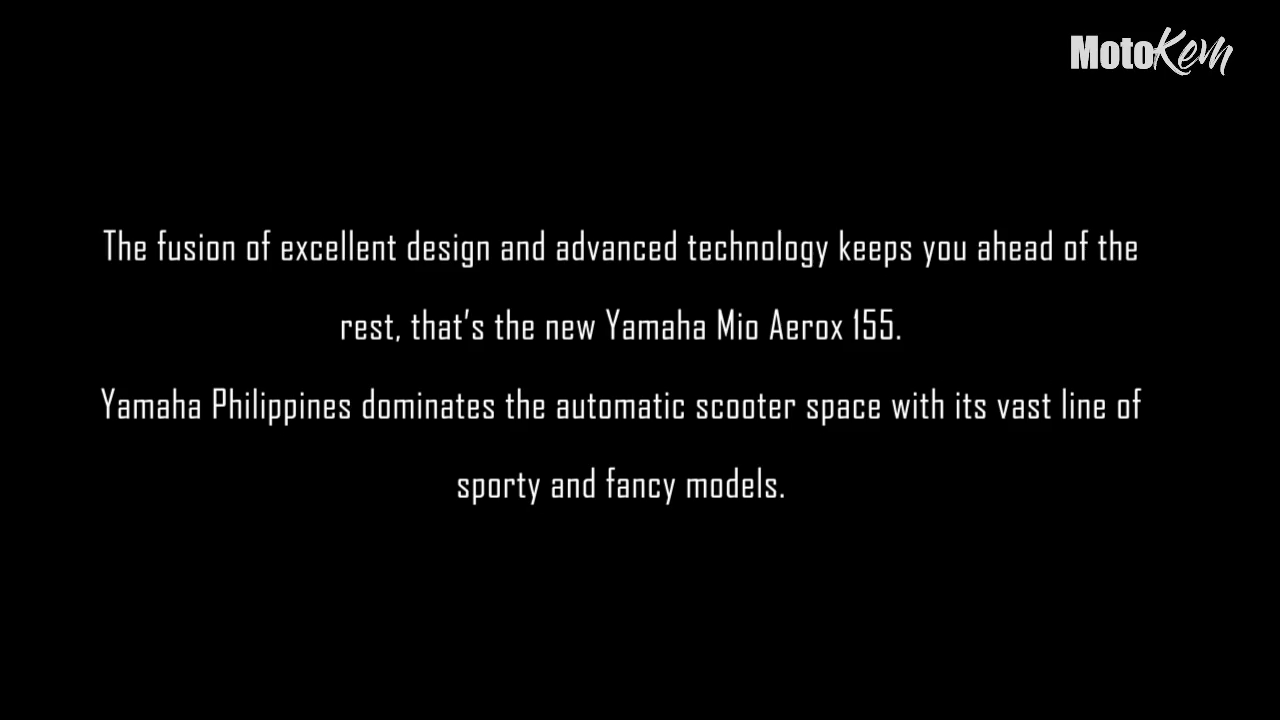 MotoKevn
The fusion of excellent design and advanced technology keeps you ahead of the
rest, that's the new Yamaha Mio Aerox 155.
Yamaha Philippines dominates the automatic scooter space with its vast line of
sporty and fancy models.